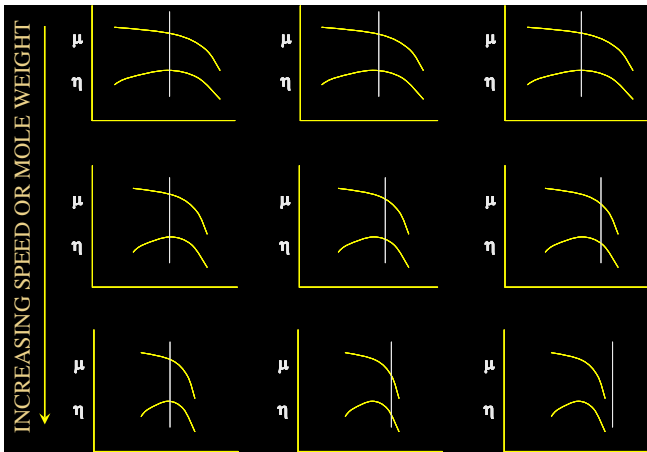 INCREASING SPEED OR MOLE WEIGHT
μ μ μ
η η η
μ μ μ
η η η
μ μ μ
η η η